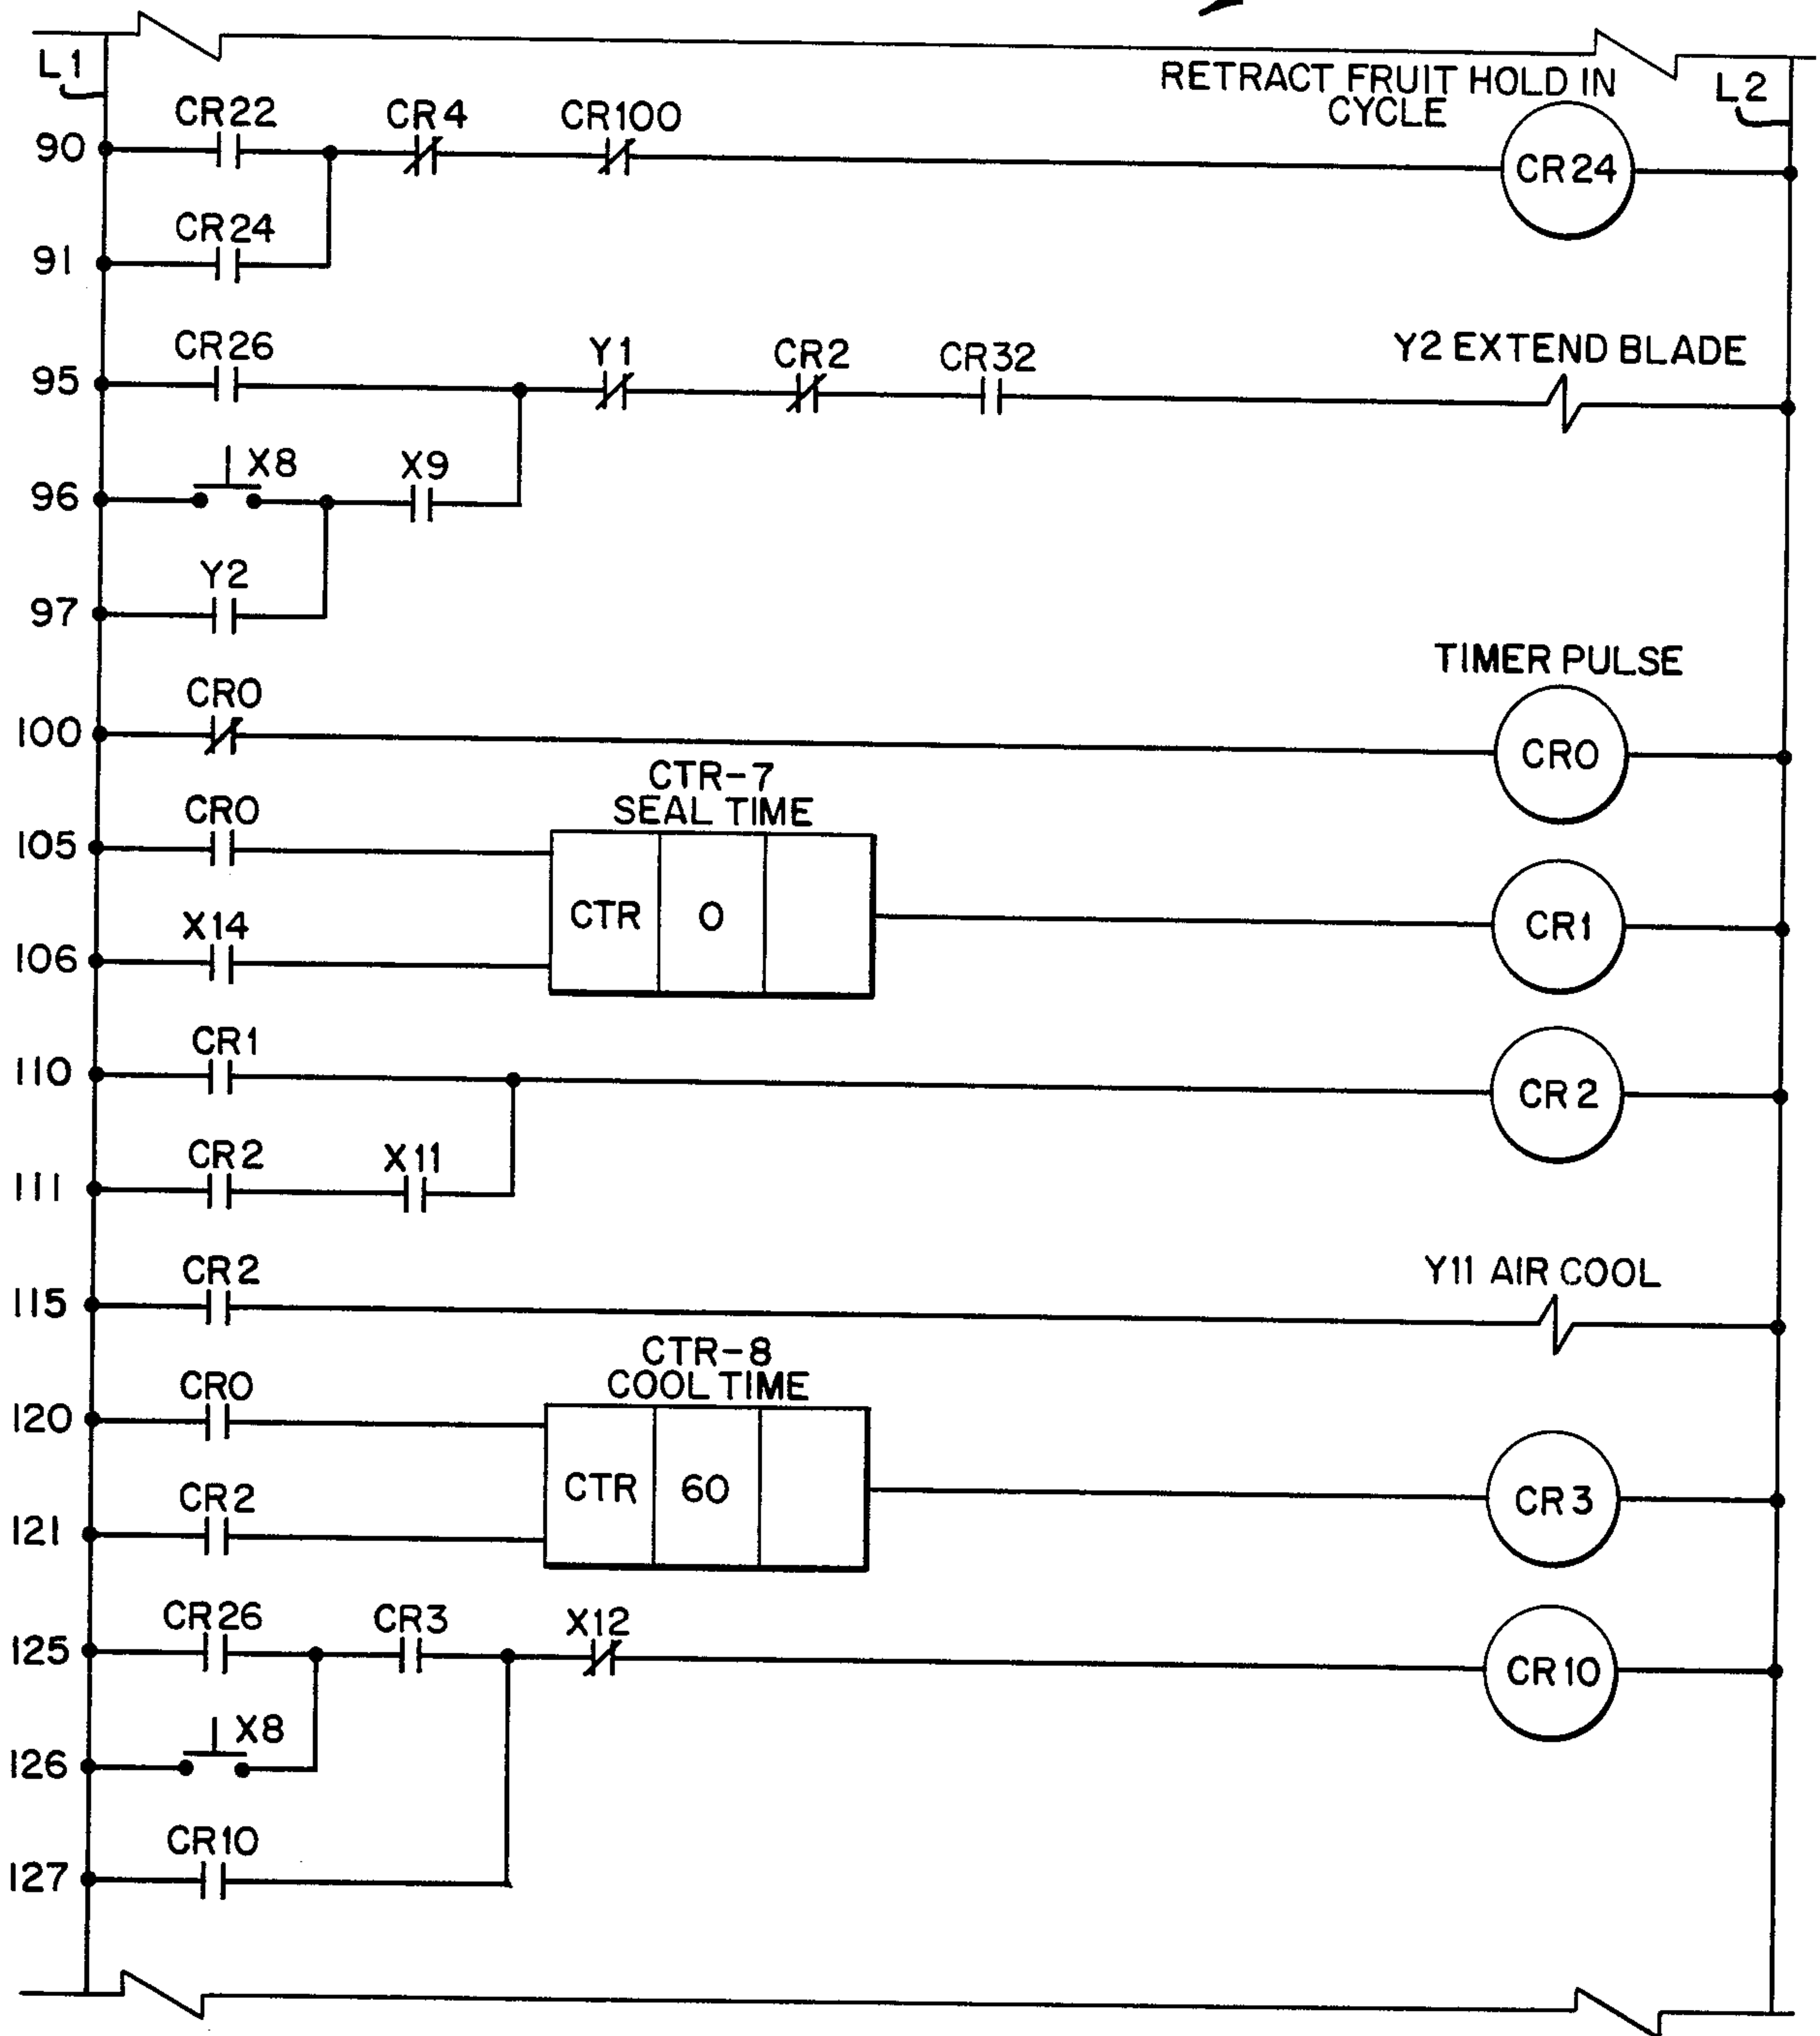 L1
RETRACT FRUIT HOLD IN
CYCLE
L2
CR22 CR4 CR100
90
CR24
CR24
91
CR26 Y1 CR2 CR32 Y2 EXTEND BLADE
95
X8 X9
96
Y2
97
TIMER PULSE
CR0
100
CR0
CTR-7
SEAL TIME
CR0
105
CTR 0
CR1
X14
106
CR1
110
CR2
CR2 X11
111
CR2 Y11 AIR COOL
115
CTR-8
COOL TIME
CR0
120
CTR 60
CR3
CR2
121
CR26 CR3 X12
125
CR10
X8
126
CR10
127